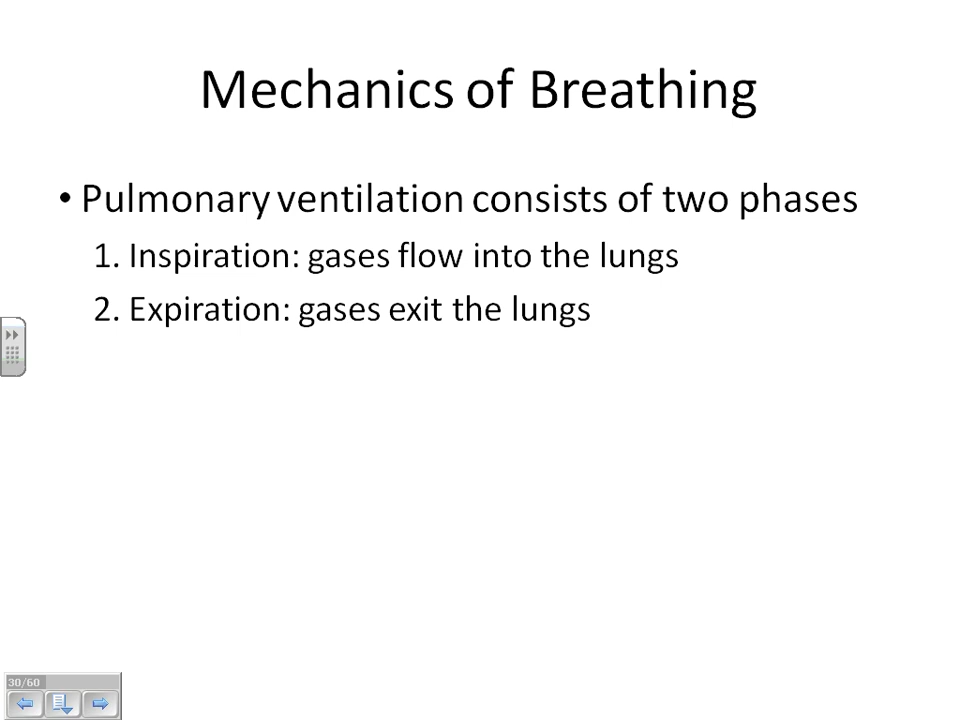 Mechanics of Breathing
• Pulmonary ventilation consists of two phases
1. Inspiration: gases flow into the lungs
2. Expiration: gases exit the lungs
30/60